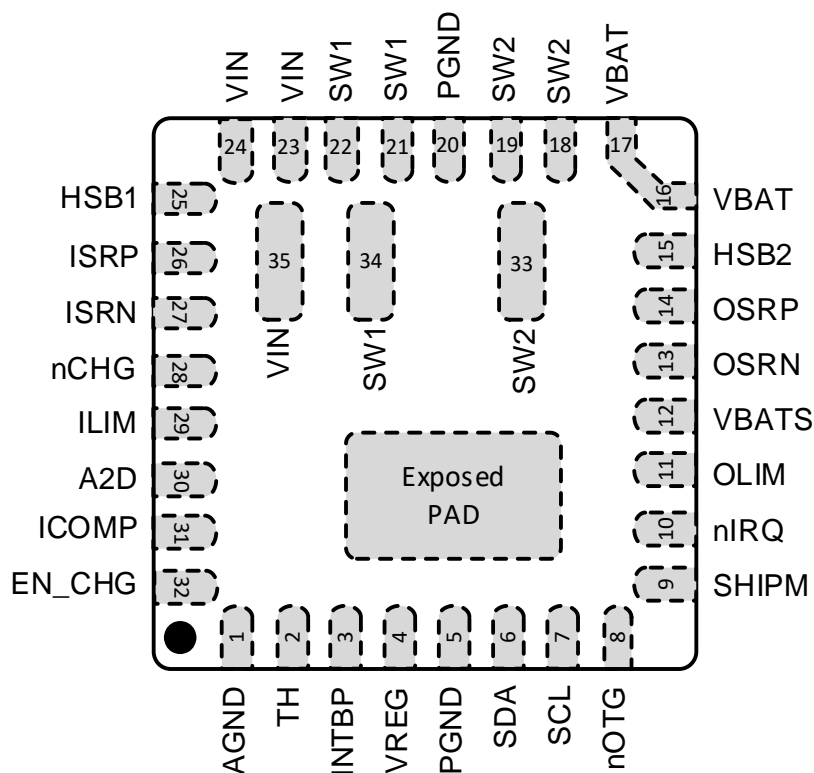 VIN
VIN
SW1
SW1
PGND
SW2
SW2
VBAT
24
23
22
21
20
19
18
17
HSB1
25
16
VBAT
ISRP
26
15
HSB2
ISRN
27
14
OSRP
nCHG
28
13
OSRN
ILIM
29
12
VBATS
A2D
30
11
OLIM
ICOMP
31
10
nIRQ
EN_CHG
32
9
SHIPM
35
34
33
VIN
SW1
SW2
Exposed
PAD
1
2
3
4
5
6
7
8
AGND
TH
INTBP
VREG
PGND
SDA
SCL
nOTG